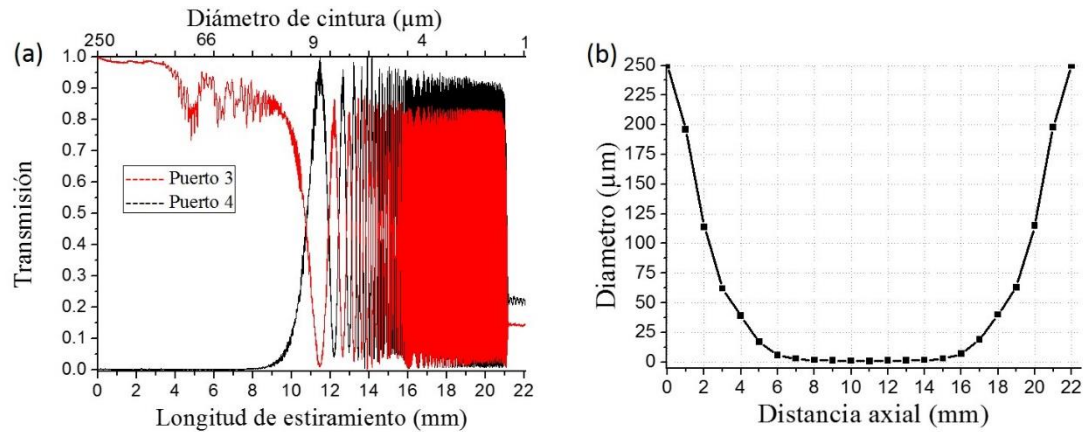 Diámetro de cintura (µm)
(a)
250 66 9 4 1
1.0
0.9
0.8
0.7
0.6
0.5
0.4
0.3
0.2
0.1
0.0
Transmisión
Puerto 3
Puerto 4
0 2 4 6 8 10 12 14 16 18 20 22
Longitud de estiramiento (mm)
(b)
250
225
200
175
150
125
100
75
50
25
0
Diametro (µm)
0 2 4 6 8 10 12 14 16 18 20 22
Distancia axial (mm)